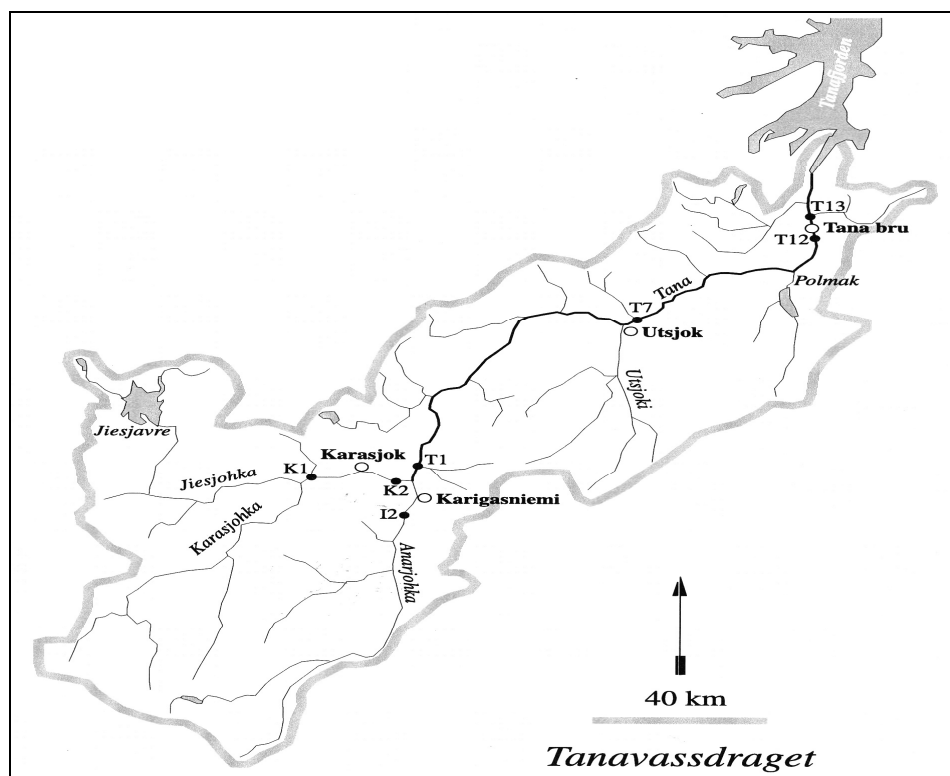 Tanafjorden
T13
Tana bru
T12
Polmak
Tana
T7
Utsjok
Utsjoki
Jiesjavre
Karasjok
T1
K1
Jiesjohka
K2
Karigasniemi
Karasjohka
I2
Anarjohka
40 km
Tanavassdraget